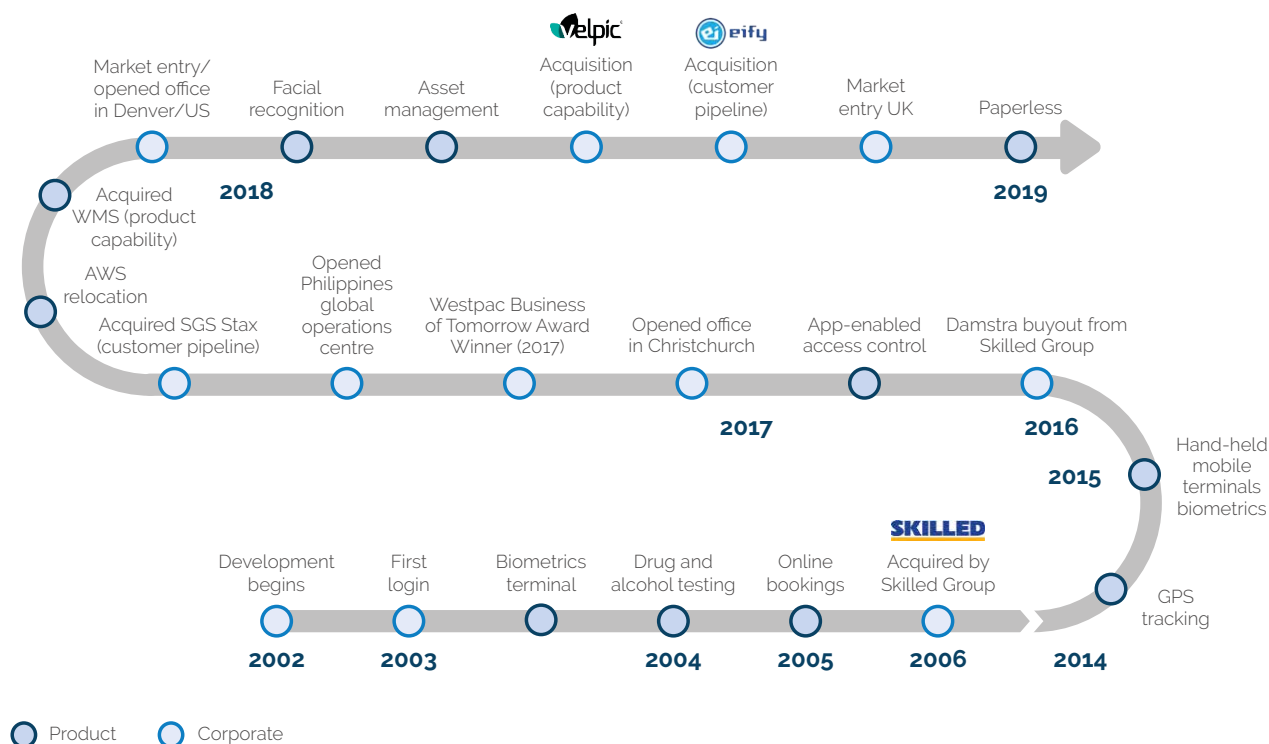 velpic
eify
Market entry/
opened office
in Denver/US
Facial
recognition
Asset
management
Acquisition
(product
capability)
Acquisition
(customer
pipeline)
Market
entry UK
Paperless
2018
2019
Acquired
WMS (product
capability)
AWS
relocation
Acquired SGS Stax
(customer pipeline)
Opened
Philippines
global
operations
centre
Westpac Business
of Tomorrow Award
Winner (2017)
Opened office
in Christchurch
App-enabled
access control
Damstra buyout from
Skilled Group
2017
2016
2015
Hand-held
mobile
terminals
biometrics
SKILLED
Development
begins
First
login
Biometrics
terminal
Drug and
alcohol testing
Online
bookings
Acquired by
Skilled Group
GPS
tracking
2002
2003
2004
2005
2006
2014
Product
Corporate